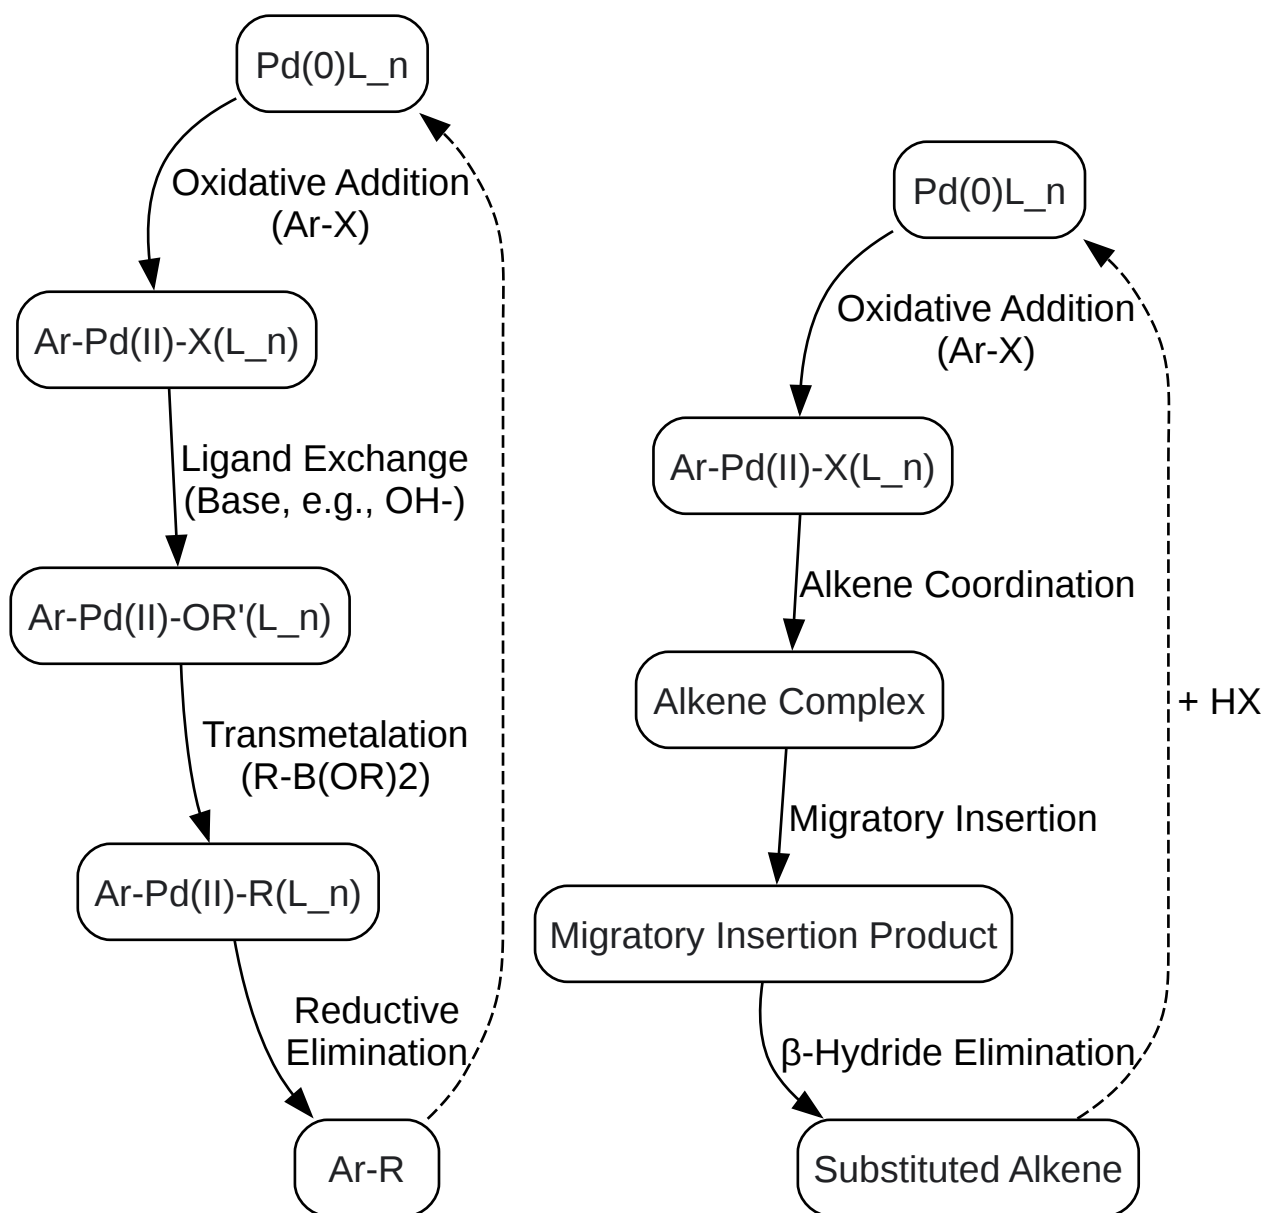 Pd(0)L_n
Oxidative Addition
(Ar-X)
Ar-Pd(II)-X(L_n)
Ligand Exchange
(Base, e.g., OH-)
Ar-Pd(II)-OR'(L_n)
Transmetalation
(R-B(OR)2)
Ar-Pd(II)-R(L_n)
Reductive
Elimination
Ar-R
Pd(0)L_n
Oxidative Addition
(Ar-X)
Ar-Pd(II)-X(L_n)
Alkene Coordination
Alkene Complex
+ HX
Migratory Insertion
Migratory Insertion Product
β-Hydride Elimination
Substituted Alkene